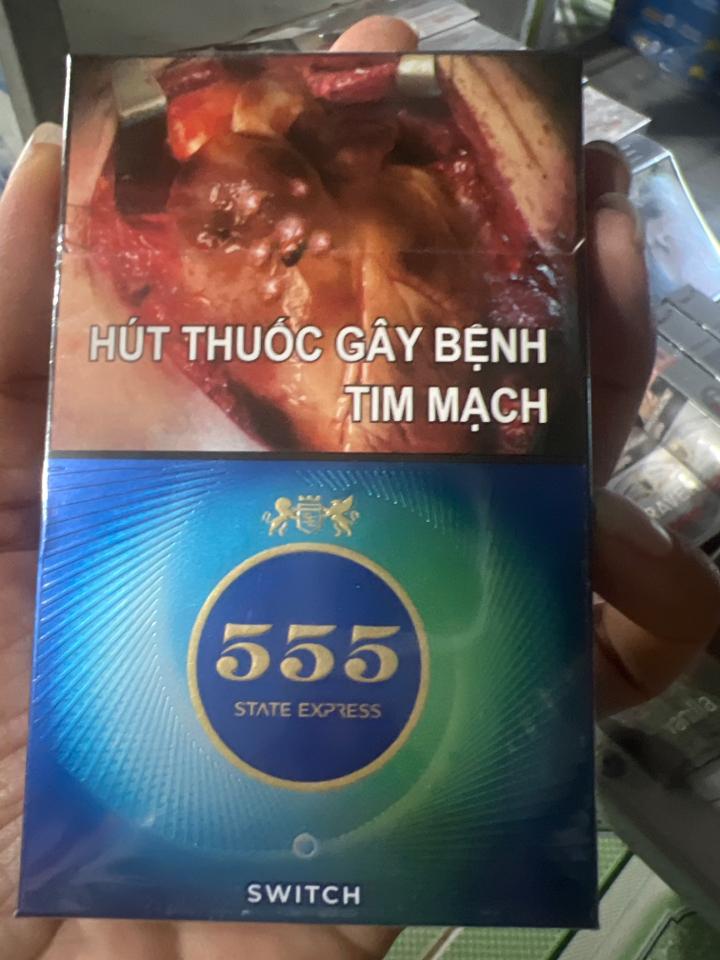 HÚT THUỐC GÂY BỆNH
TIM MẠCH
555
STATE EXPRESS
SWITCH